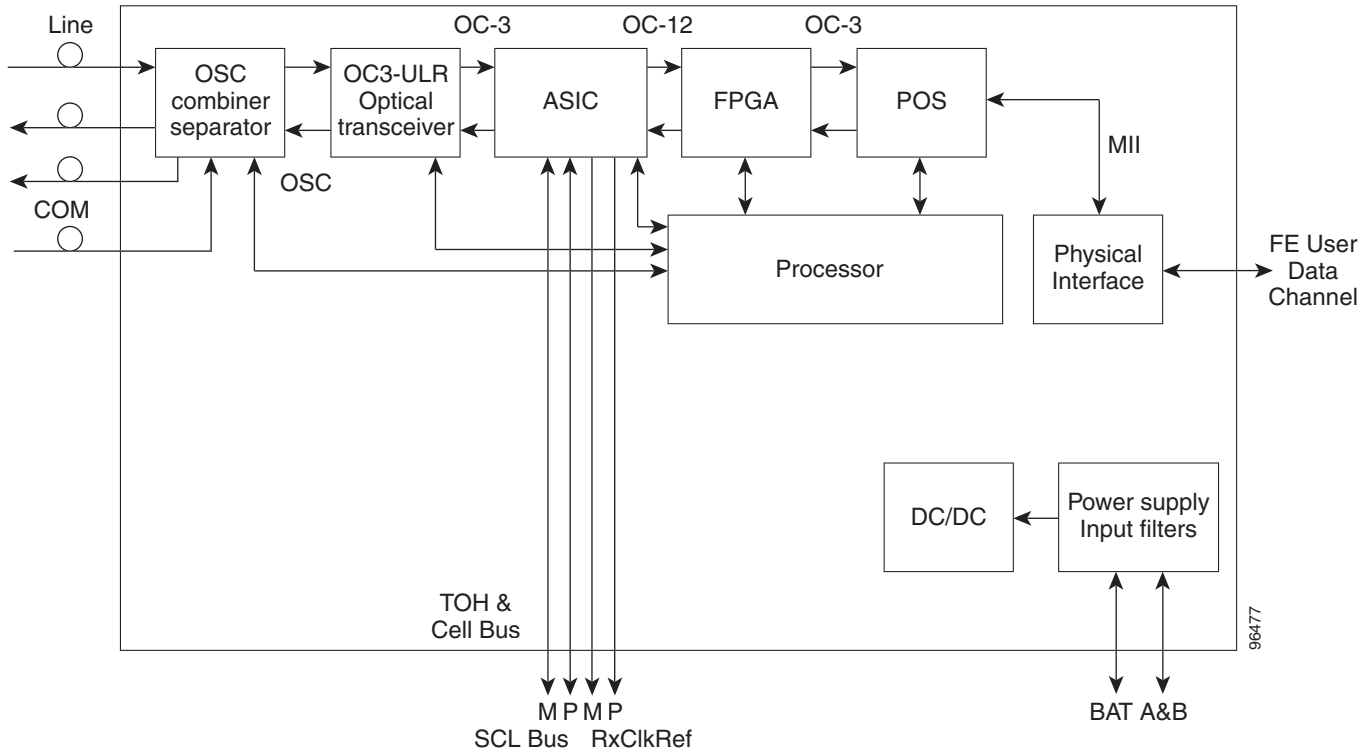 Line
OC-3
OC-12
OC-3
OSC
combiner
separator
OC3-ULR
Optical
transceiver
ASIC
FPGA
POS
MII
OSC
COM
Processor
Physical
Interface
FE User
Data
Channel
DC/DC
Power supply
Input filters
TOH &
Cell Bus
96477
M P M P
SCL Bus RxClkRef
BAT A&B